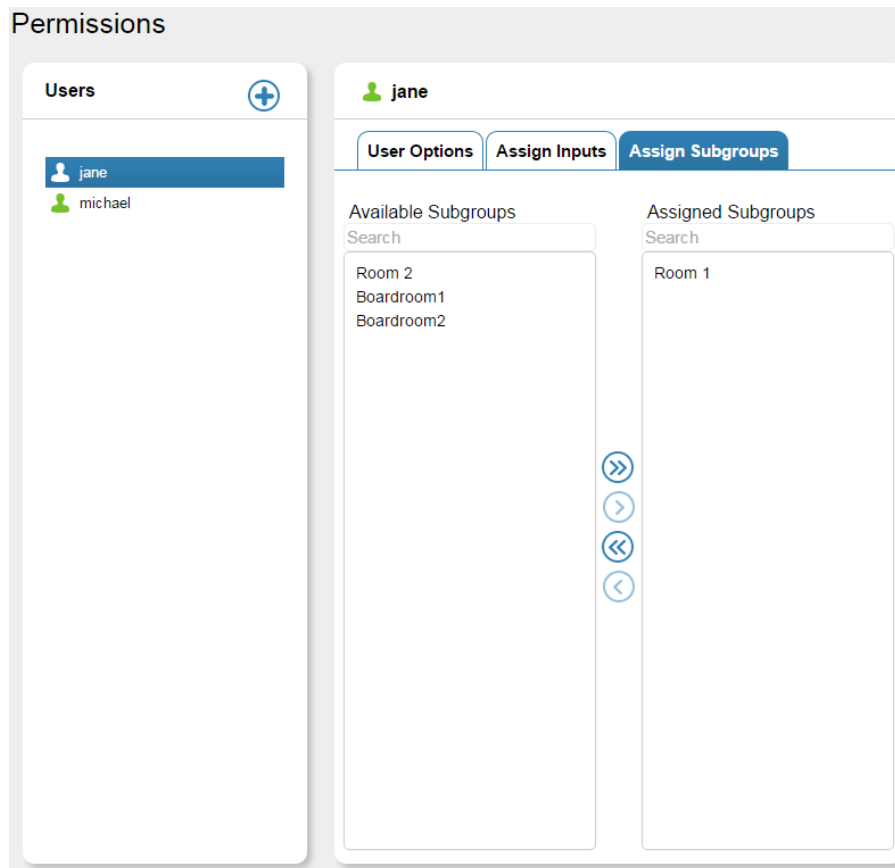 Permissions
Users
jane
michael
jane
User Options
Assign Inputs
Assign Subgroups
Available Subgroups
Search
Room 2
Boardroom1
Boardroom2
Assigned Subgroups
Search
Room 1